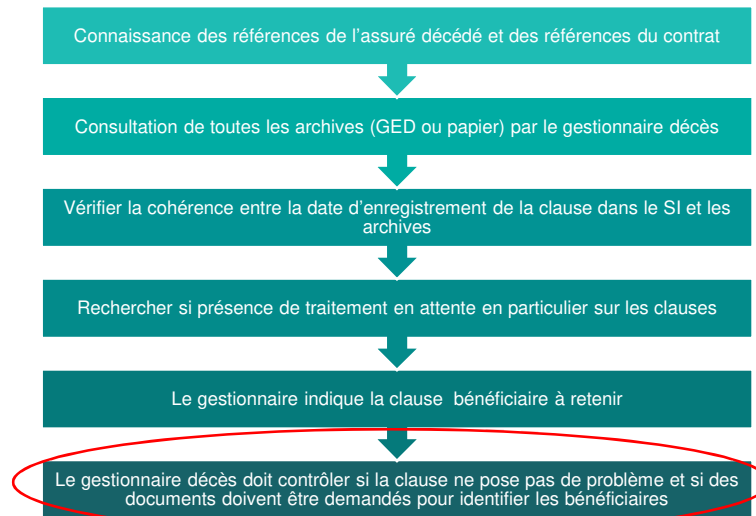 Connaissance des références de l'assuré décédé et des références du contrat
Consultation de toutes les archives (GED ou papier) par le gestionnaire décès
Vérifier la cohérence entre la date d'enregistrement de la clause dans le SI et les
archives
Rechercher si présence de traitement en attente en particulier sur les clauses
Le gestionnaire indique la clause bénéficiaire à retenir
Le gestionnaire décès doit contrôler si la clause ne pose pas de problème et si des
documents doivent être demandés pour identifier les bénéficiaires